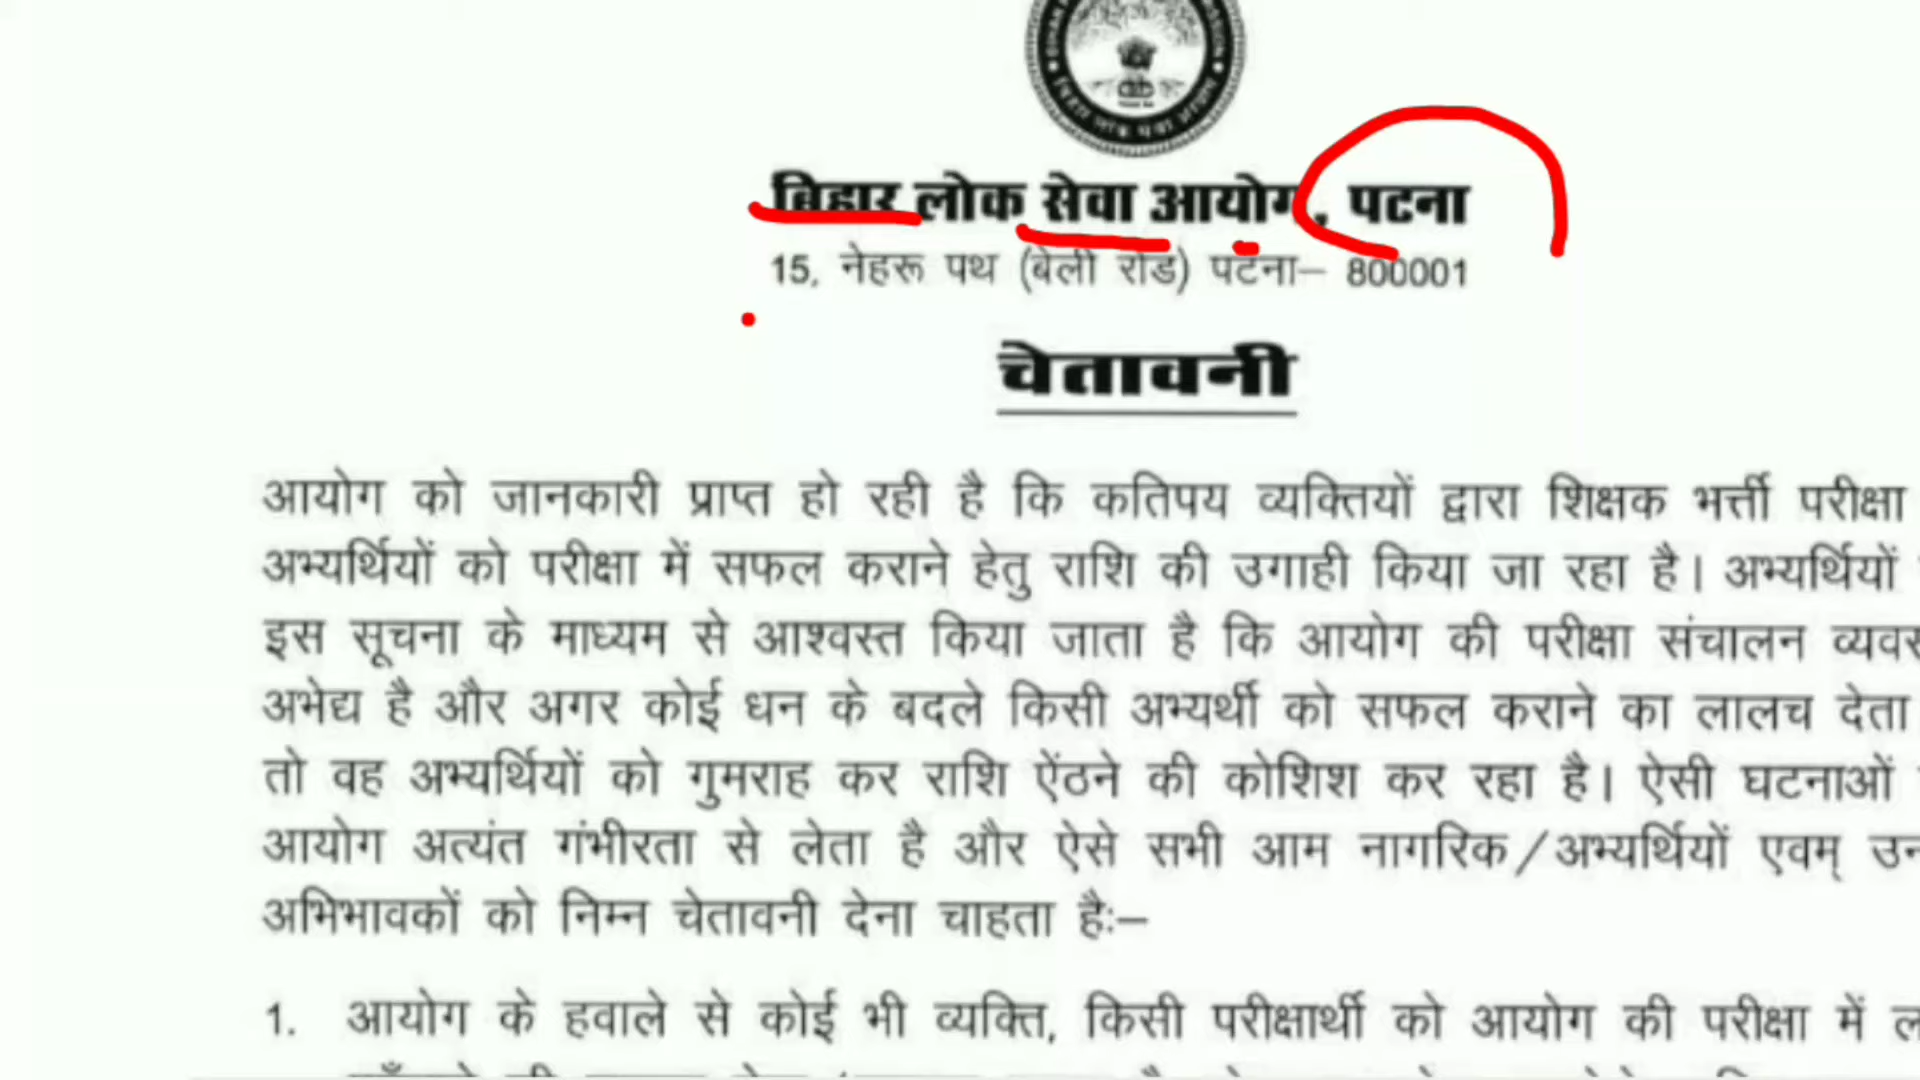 बिहार लोक सेवा आयोग, पटना
15, नेहरू पथ (बेली रोड) पटना– 800001
चेतावनी
आयोग को जानकारी प्राप्त हो रही है कि कतिपय व्यक्तियों द्वारा शिक्षक भर्त्ती परीक्षा
अभ्यर्थियों को परीक्षा में सफल कराने हेतु राशि की उगाही किया जा रहा है। अभ्यर्थियों
इस सूचना के माध्यम से आश्वस्त किया जाता है कि आयोग की परीक्षा संचालन
अभेद्य है और अगर कोई धन के बदले किसी अभ्यर्थी को सफल कराने का लालच देता
तो वह अभ्यर्थियों को गुमराह कर राशि ऐंठने की कोशिश कर रहा है। ऐसी घटनाओं
आयोग अत्यंत गंभीरता से लेता है और ऐसे सभी आम नागरिक/अभ्यर्थियों एवम्
अभिभावकों को निम्न चेतावनी देना चाहता हैः–
1. आयोग के हवाले से कोई भी व्यक्ति, किसी परीक्षार्थी को आयोग की परीक्षा में